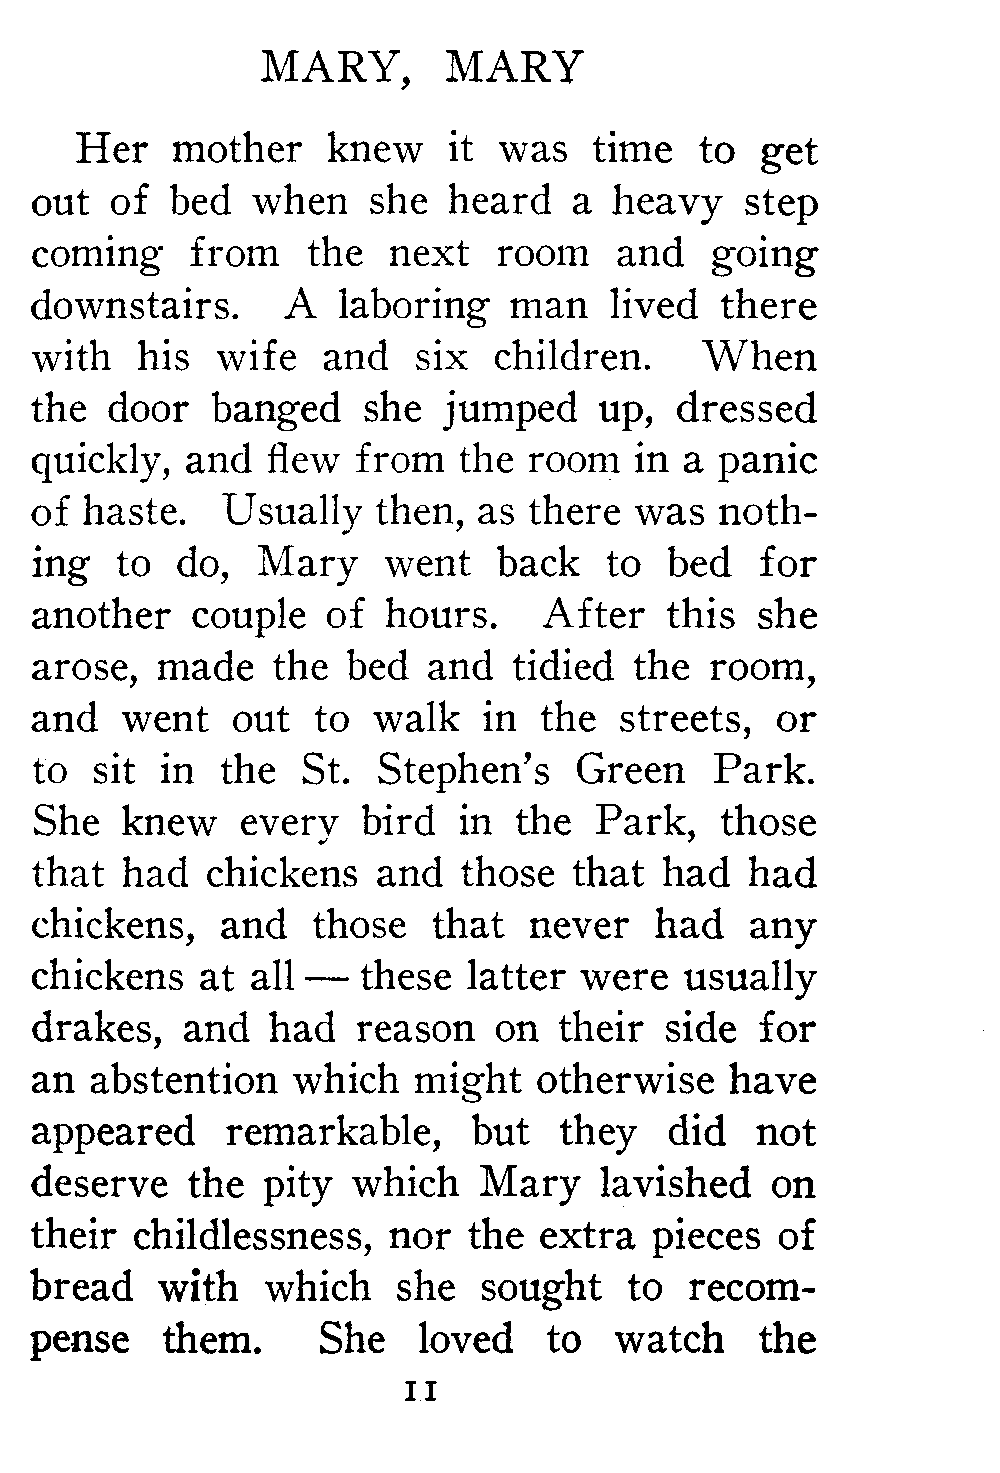 MARY, MARY
Her mother knew it was time to get
out of bed when she heard a heavy step
coming from the next room and going
downstairs. A laboring man lived there
with his wife and six children. When
the door banged she jumped up, dressed
quickly, and flew from the room in a panic
of haste. Usually then, as there was noth-
ing to do, Mary went back to bed for
another couple of hours. After this she
arose, made the bed and tidied the room,
and went out to walk in the streets, or
to sit in the St. Stephen's Green Park.
She knew every bird in the Park, those
that had chickens and those that had had
chickens, and those that never had any
chickens at all — these latter were usually
drakes, and had reason on their side for
an abstention which might otherwise have
appeared remarkable, but they did not
deserve the pity which Mary lavished on
their childlessness, nor the extra pieces of
bread with which she sought to recom-
pense them. She loved to watch the
11